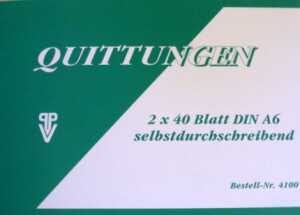 QUITTUNGEN
2 x 40 Blatt DIN A6
selbstdurchschreibend
Bestell-Nr. 4100